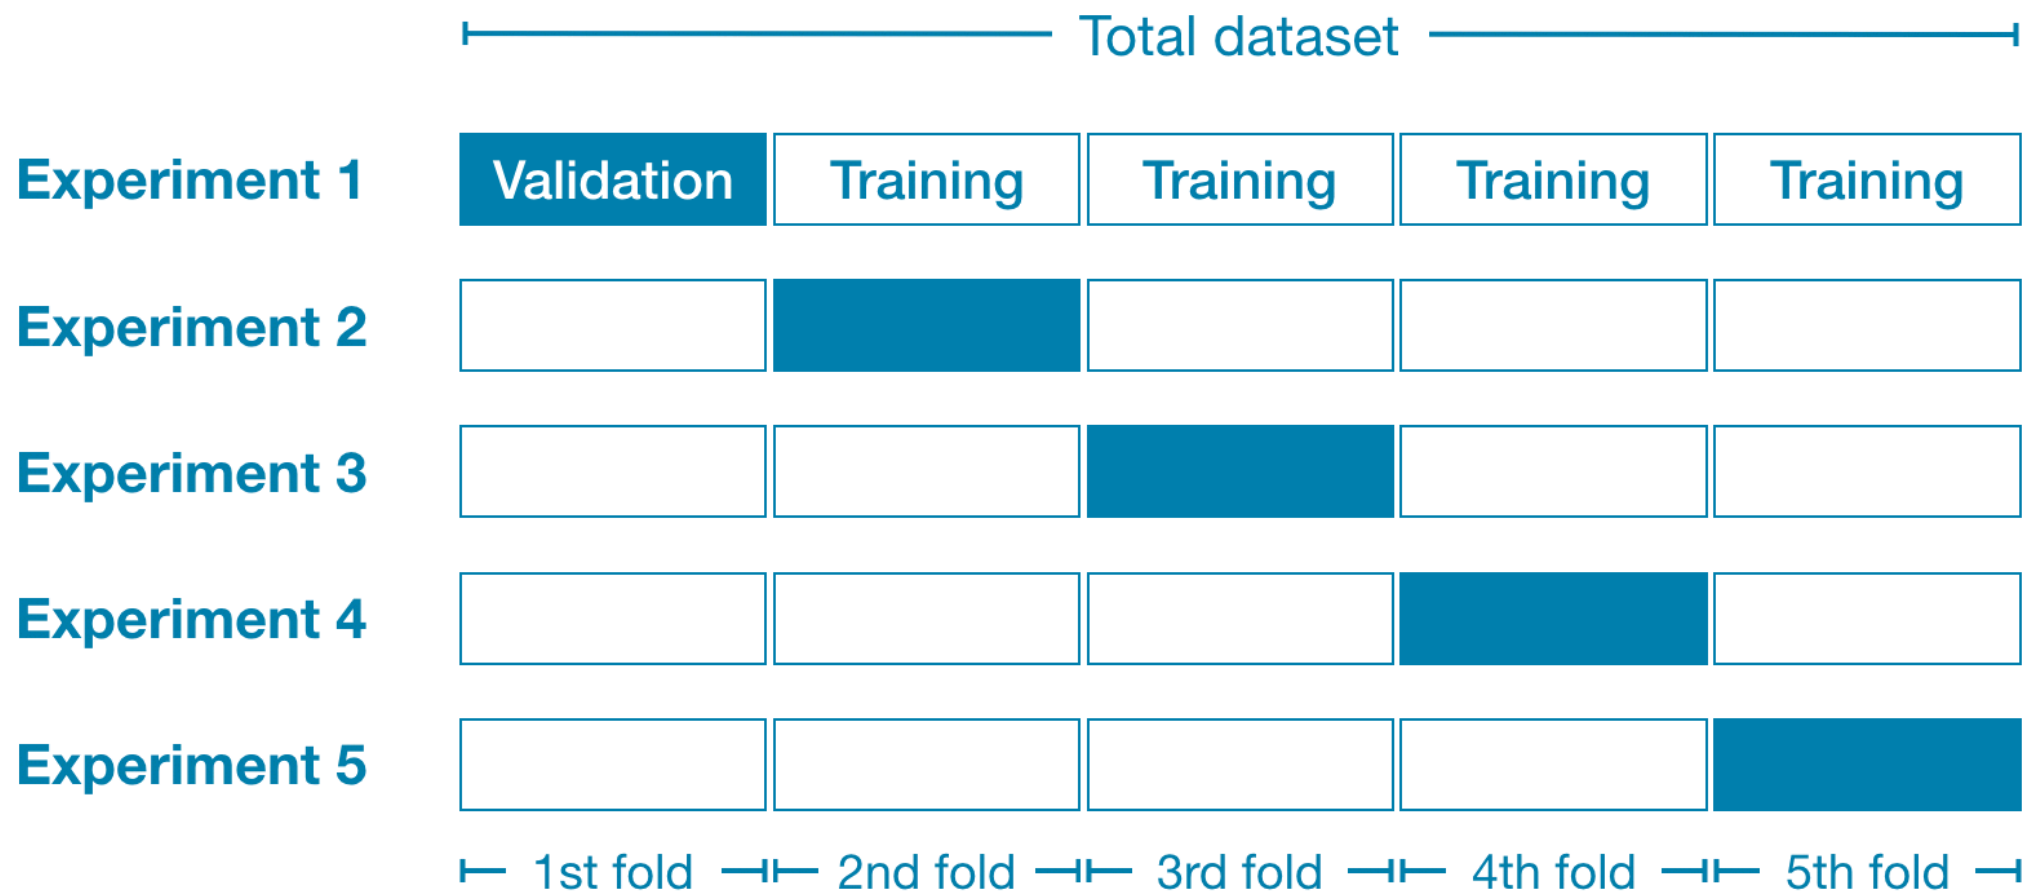 Total dataset
Experiment 1 Validation Training Training Training Training
Experiment 2
Experiment 3
Experiment 4
Experiment 5
1st fold 2nd fold 3rd fold 4th fold 5th fold